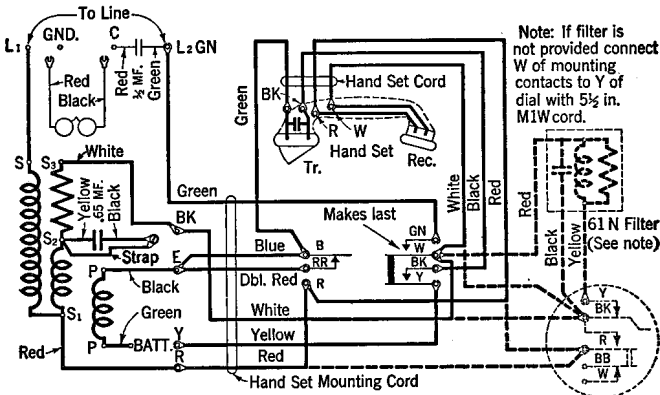 To Line
L1
GND.
C
L2 GN
Red
½ MF.
Green
Red
Black
Green
BK
Hand Set Cord
R
W
Hand Set
Tr.
Rec.
Note: If filter is
not provided connect
W of mounting
contacts to Y of
dial with 5½ in.
M1W cord.
S
S3
White
Yellow
.65 MF.
Black
S2
Strap
BK
Green
Makes last
White
Black
Red
Red
Black
Yellow
61 N Filter
(See note)
GN
W
BK
Y
E
Blue
B
RR
Dbl. Red
R
P
Black
S1
White
Green
P
BATT.
Y
Yellow
R
Red
Red
Hand Set Mounting Cord
Y
BK
R
BB
W